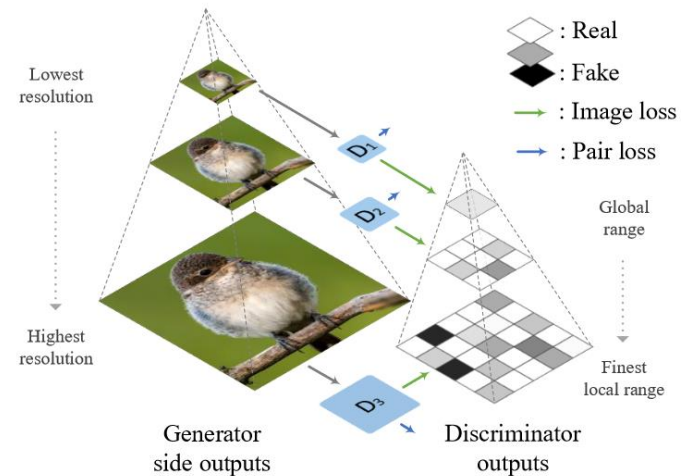 Lowest
resolution
Highest
resolution
D1
D2
D3
: Real
: Fake
: Image loss
: Pair loss
Global
range
Finest
local range
Generator
side outputs
Discriminator
outputs